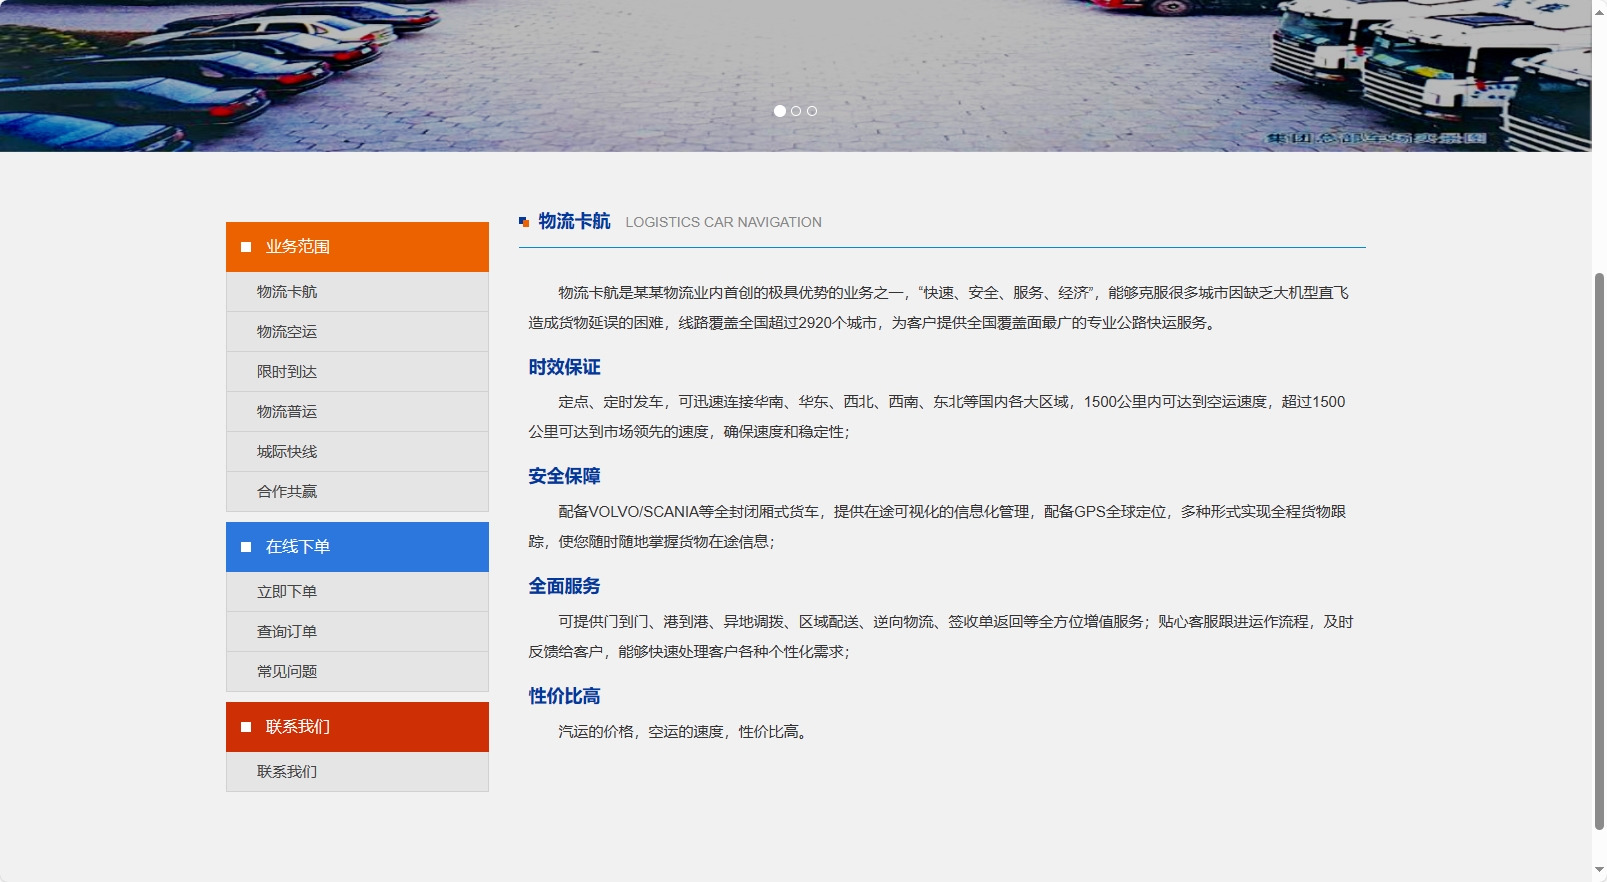 集团总部车场实景图
物流卡航 LOGISTICS CAR NAVIGATION
业务范围
物流卡航
物流空运
限时到达
物流普运
城际快线
合作共赢
在线下单
立即下单
查询订单
常见问题
联系我们
联系我们
物流卡航是某某物流业内首创的极具优势的业务之一，“快速、安全、服务、经济”，能够克服很多城市因缺乏大机型直飞
造成货物延误的困难，线路覆盖全国超过2920个城市，为客户提供全国覆盖面最广的专业公路快运服务。
时效保证
定点、定时发车，可迅速连接华南、华东、西北、西南、东北等国内各大区域，1500公里内可达到空运速度，超过1500
公里可达到市场领先的速度，确保速度和稳定性；
安全保障
配备VOLVO/SCANIA等全封闭厢式货车，提供在途可视化的信息化管理，配备GPS全球定位，多种形式实现全程货物跟
踪，使您随时随地掌握货物在途信息；
全面服务
可提供门到门、港到港、异地调拨、区域配送、逆向物流、签收单返回等全方位增值服务；贴心客服跟进运作流程，及时
反馈给客户，能够快速处理客户各种个性化需求；
性价比高
汽运的价格，空运的速度，性价比高。